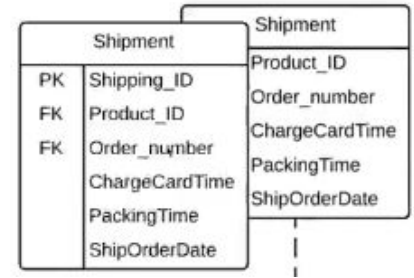 Shipment
PK Shipping_ID
FK Product_ID
FK Order_number
ChargeCardTime
PackingTime
ShipOrderDate
Shipment
Product_ID
Order_number
ChargeCardTime
PackingTime
ShipOrderDate